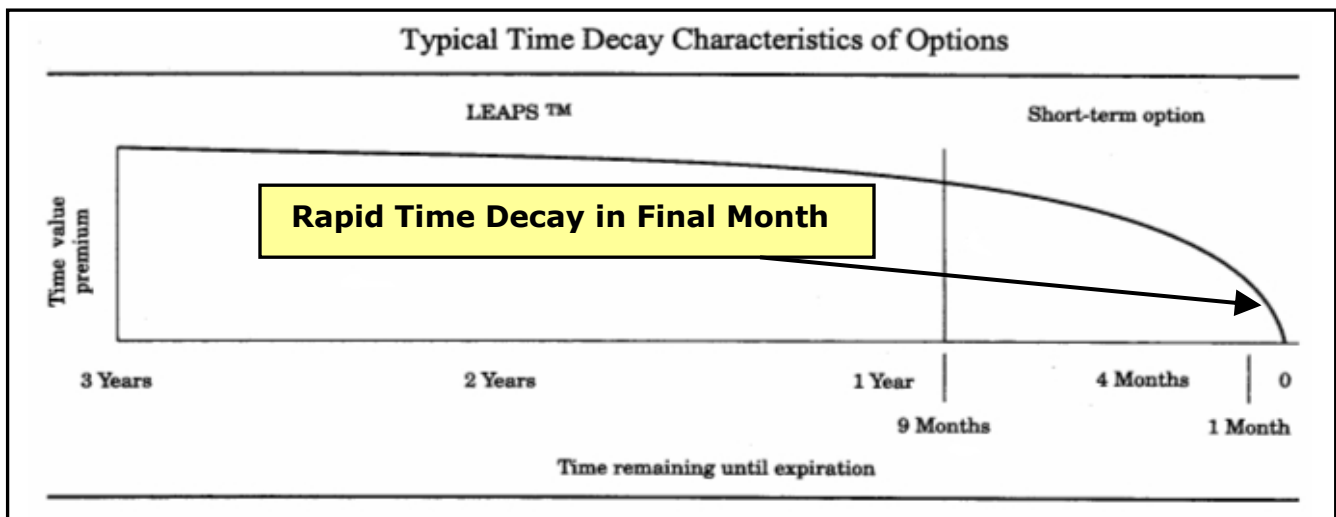 Typical Time Decay Characteristics of Options
LEAPS ™
Short-term option
Time value
premium
Rapid Time Decay in Final Month
3 Years
2 Years
1 Year
4 Months
0
9 Months
1 Month
Time remaining until expiration